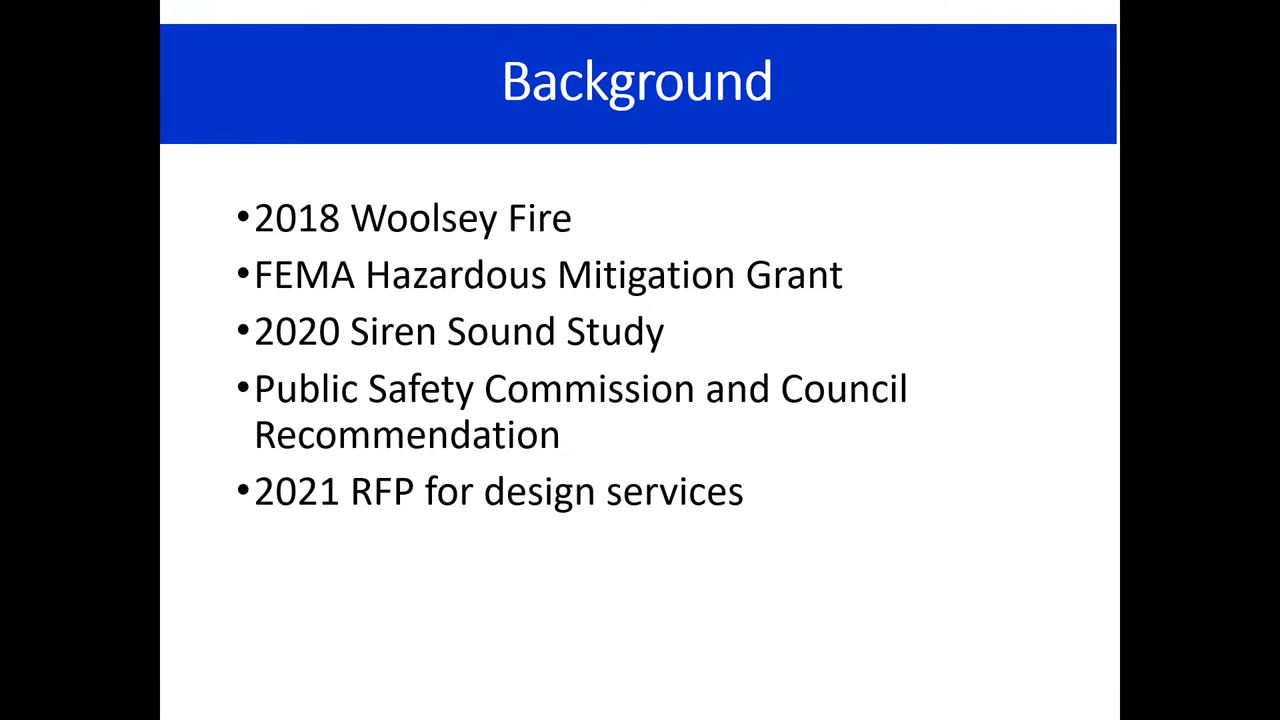 Background
•2018 Woolsey Fire
•FEMA Hazardous Mitigation Grant
•2020 Siren Sound Study
•Public Safety Commission and Council
Recommendation
•2021 RFP for design services